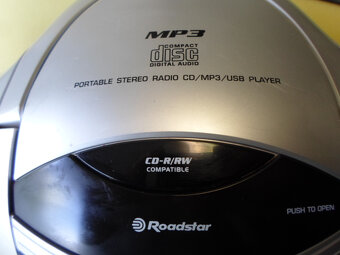 MP3
COMPACT
disc
DIGITAL AUDIO
PORTABLE STEREO RADIO CD/MP3/USB PLAYER
CD-R/RW
COMPATIBLE
PUSH TO OPEN
Roadstar